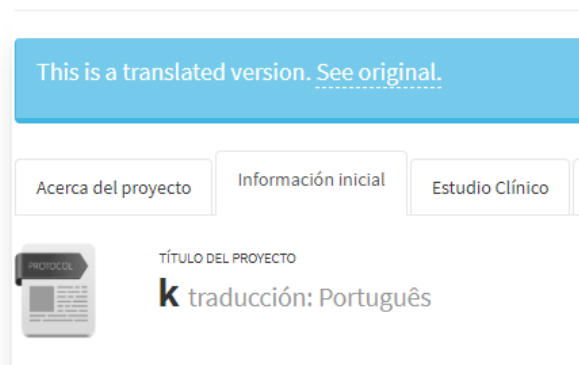 This is a translated version. See original.
Acerca del proyecto
Información inicial
Estudio Clínico
PROTOCOL
TÍTULO DEL PROYECTO
k traducción: Português